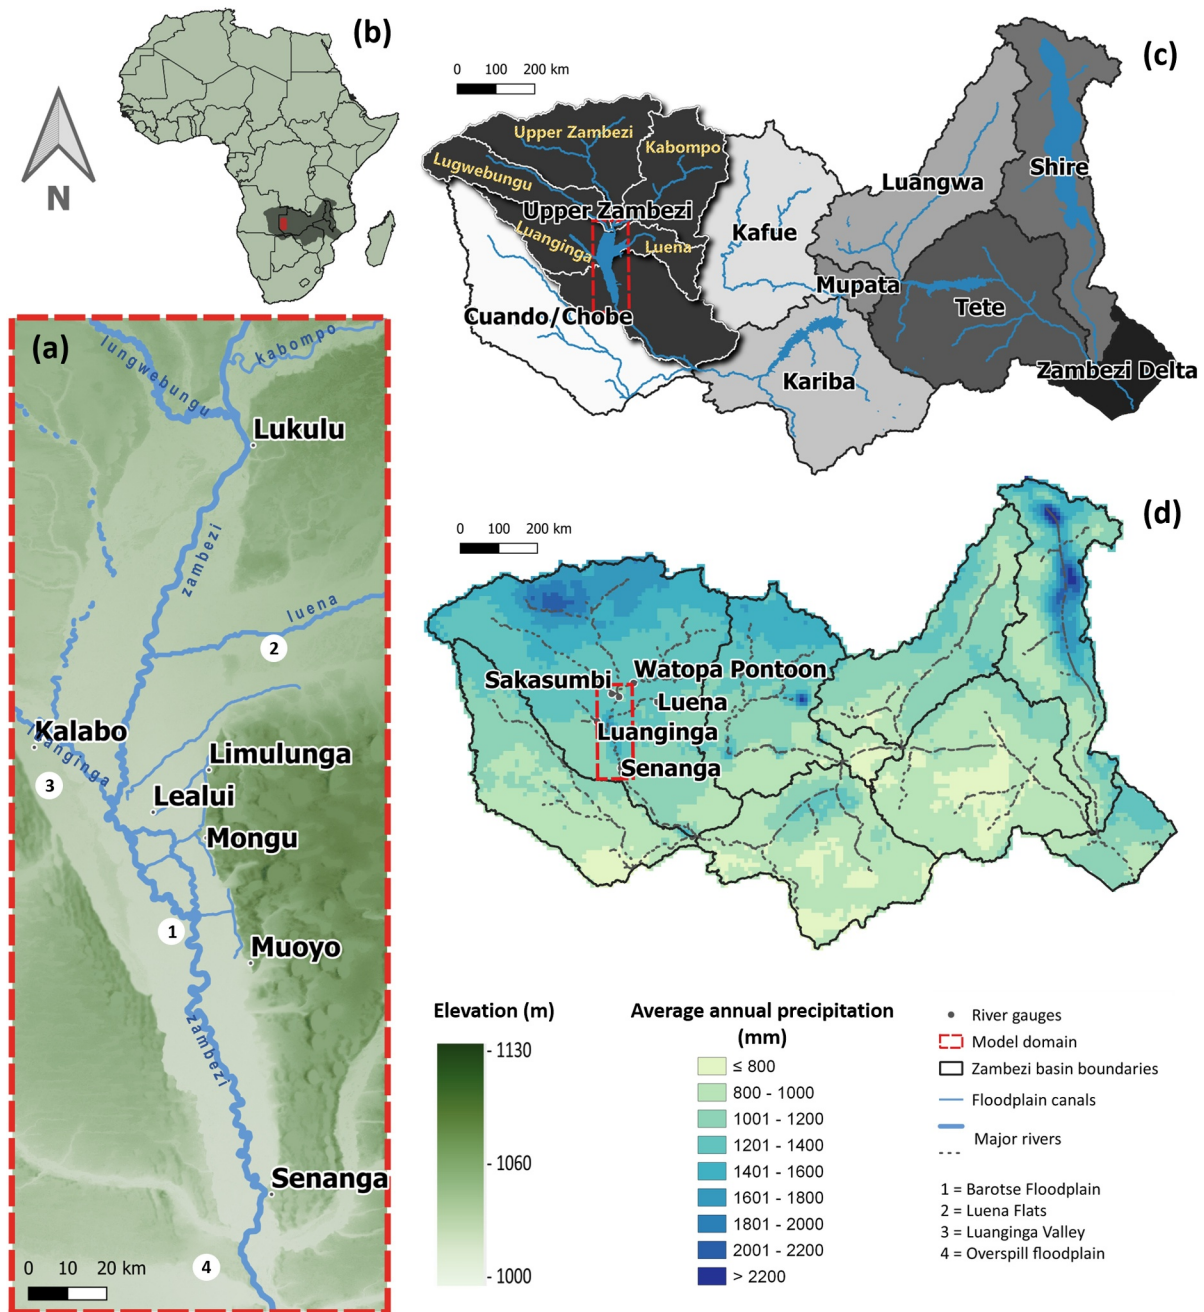 (b)
N
(c)
0 100 200 km
Upper Zambezi
Kabompo
Lugwebungu
Upper Zambezi
Luanginga
Luena
Cuando/Chobe
Kafue
Luangwa
Shire
Mupata
Tete
Kariba
Zambezi Delta
(a)
lungwebungu
kabompo
Lukulu
zambezi
luena
2
Kalabo
luanginga
3
Limulunga
Lealui
Mongu
1
Muoyo
zambezi
Senanga
4
0 10 20 km
(d)
0 100 200 km
Sakasumbi
Watopa Pontoon
Luena
Luanginga
Senanga
Elevation (m)
- 1130
- 1060
- 1000
Average annual precipitation
(mm)
≤ 800
800 - 1000
1001 - 1200
1201 - 1400
1401 - 1600
1601 - 1800
1801 - 2000
2001 - 2200
> 2200
River gauges
Model domain
Zambezi basin boundaries
Floodplain canals
Major rivers
1 = Barotse Floodplain
2 = Luena Flats
3 = Luanginga Valley
4 = Overspill floodplain